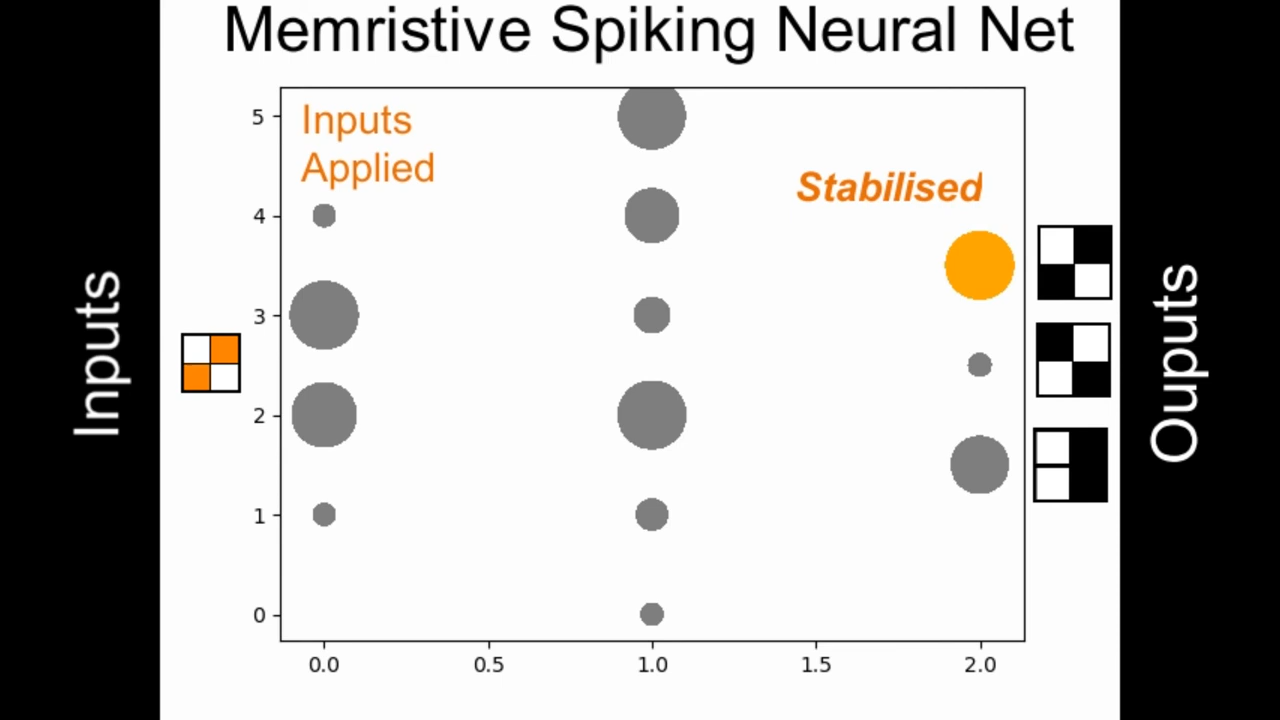 Memristive Spiking Neural Net
Inputs
Applied
Stabilised
Inputs
Ouputs
5
4
3
2
1
0
0.0 0.5 1.0 1.5 2.0